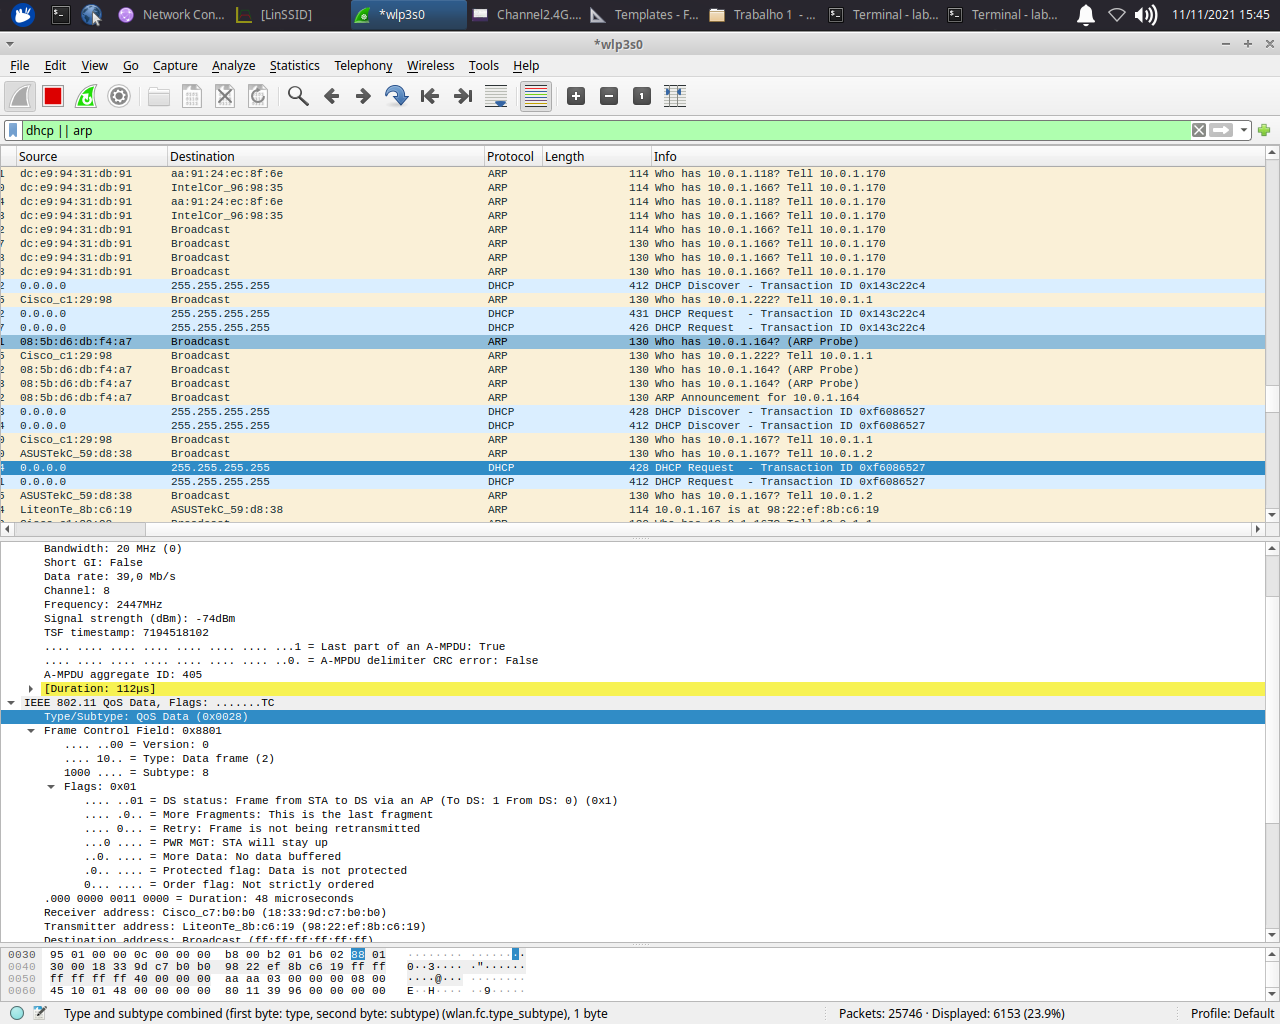 Network Con... [LinSSID] *wlp3s0 Channel2.4G.... Templates - F... Trabalho 1 - ... Terminal - lab... Terminal - lab... 11/11/2021 15:45
*wlp3s0
File Edit View Go Capture Analyze Statistics Telephony Wireless Tools Help
dhcp || arp
Source Destination Protocol Length Info
dc:e9:94:31:db:91 aa:91:24:ec:8f:6e ARP 114 Who has 10.0.1.118? Tell 10.0.1.170
dc:e9:94:31:db:91 IntelCor_96:98:35 ARP 114 Who has 10.0.1.166? Tell 10.0.1.170
dc:e9:94:31:db:91 aa:91:24:ec:8f:6e ARP 114 Who has 10.0.1.118? Tell 10.0.1.170
dc:e9:94:31:db:91 IntelCor_96:98:35 ARP 114 Who has 10.0.1.166? Tell 10.0.1.170
dc:e9:94:31:db:91 Broadcast ARP 114 Who has 10.0.1.166? Tell 10.0.1.170
dc:e9:94:31:db:91 Broadcast ARP 130 Who has 10.0.1.166? Tell 10.0.1.170
dc:e9:94:31:db:91 Broadcast ARP 130 Who has 10.0.1.166? Tell 10.0.1.170
dc:e9:94:31:db:91 Broadcast ARP 130 Who has 10.0.1.166? Tell 10.0.1.170
0.0.0.0 255.255.255.255 DHCP 412 DHCP Discover - Transaction ID 0x143c22c4
Cisco_c1:29:98 Broadcast ARP 130 Who has 10.0.1.222? Tell 10.0.1.1
0.0.0.0 255.255.255.255 DHCP 431 DHCP Request - Transaction ID 0x143c22c4
0.0.0.0 255.255.255.255 DHCP 426 DHCP Request - Transaction ID 0x143c22c4
08:5b:d6:db:f4:a7 Broadcast ARP 130 Who has 10.0.1.164? (ARP Probe)
Cisco_c1:29:98 Broadcast ARP 130 Who has 10.0.1.222? Tell 10.0.1.1
08:5b:d6:db:f4:a7 Broadcast ARP 130 Who has 10.0.1.164? (ARP Probe)
08:5b:d6:db:f4:a7 Broadcast ARP 130 Who has 10.0.1.164? (ARP Probe)
08:5b:d6:db:f4:a7 Broadcast ARP 130 ARP Announcement for 10.0.1.164
0.0.0.0 255.255.255.255 DHCP 428 DHCP Discover - Transaction ID 0xf6086527
0.0.0.0 255.255.255.255 DHCP 412 DHCP Discover - Transaction ID 0xf6086527
Cisco_c1:29:98 Broadcast ARP 130 Who has 10.0.1.167? Tell 10.0.1.1
ASUSTekC_59:d8:38 Broadcast ARP 130 Who has 10.0.1.167? Tell 10.0.1.2
0.0.0.0 255.255.255.255 DHCP 428 DHCP Request - Transaction ID 0xf6086527
0.0.0.0 255.255.255.255 DHCP 412 DHCP Request - Transaction ID 0xf6086527
ASUSTekC_59:d8:38 Broadcast ARP 130 Who has 10.0.1.167? Tell 10.0.1.2
LiteonTe_8b:c6:19 ASUSTekC_59:d8:38 ARP 114 10.0.1.167 is at 98:22:ef:8b:c6:19
Bandwidth: 20 MHz (0)
Short GI: False
Data rate: 39,0 Mb/s
Channel: 8
Frequency: 2447MHz
Signal strength (dBm): -74dBm
TSF timestamp: 7194518102
.... .... .... .... .... .... .... ...1 = Last part of an A-MPDU: True
.... .... .... .... .... .... .... ..0. = A-MPDU delimiter CRC error: False
A-MPDU aggregate ID: 405
[Duration: 112µs]
IEEE 802.11 QoS Data, Flags: .......TC
Type/Subtype: QoS Data (0x0028)
Frame Control Field: 0x8801
.... ..00 = Version: 0
.... 10.. = Type: Data frame (2)
1000 .... = Subtype: 8
Flags: 0x01
.... ..01 = DS status: Frame from STA to DS via an AP (To DS: 1 From DS: 0) (0x1)
.... .0.. = More Fragments: This is the last fragment
.... 0... = Retry: Frame is not being retransmitted
...0 .... = PWR MGT: STA will stay up
..0. .... = More Data: No data buffered
.0.. .... = Protected flag: Data is not protected
0... .... = Order flag: Not strictly ordered
.000 0000 0011 0000 = Duration: 48 microseconds
Receiver address: Cisco_c7:b0:b0 (18:33:9d:c7:b0:b0)
Transmitter address: LiteonTe_8b:c6:19 (98:22:ef:8b:c6:19)
Destination address: Broadcast (ff:ff:ff:ff:ff:ff)
0030 95 01 00 00 0c 00 00 00 b8 00 b2 01 b6 02 88 01 ········ ········
0040 30 00 18 33 9d c7 b0 b0 98 22 ef 8b c6 19 ff ff 0··3···· ·"······
0050 ff ff ff ff 40 00 00 00 aa aa 03 00 00 00 08 00 ····@··· ········
0060 45 10 01 48 00 00 00 00 80 11 39 96 00 00 00 00 E··H···· ··9·····
Type and subtype combined (first byte: type, second byte: subtype) (wlan.fc.type_subtype), 1 byte Packets: 25746 · Displayed: 6153 (23.9%) Profile: Default